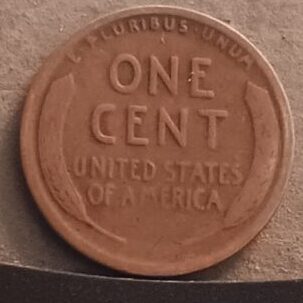 E·PLURIBUS·UNUM
ONE
CENT
UNITED STATES
OF AMERICA